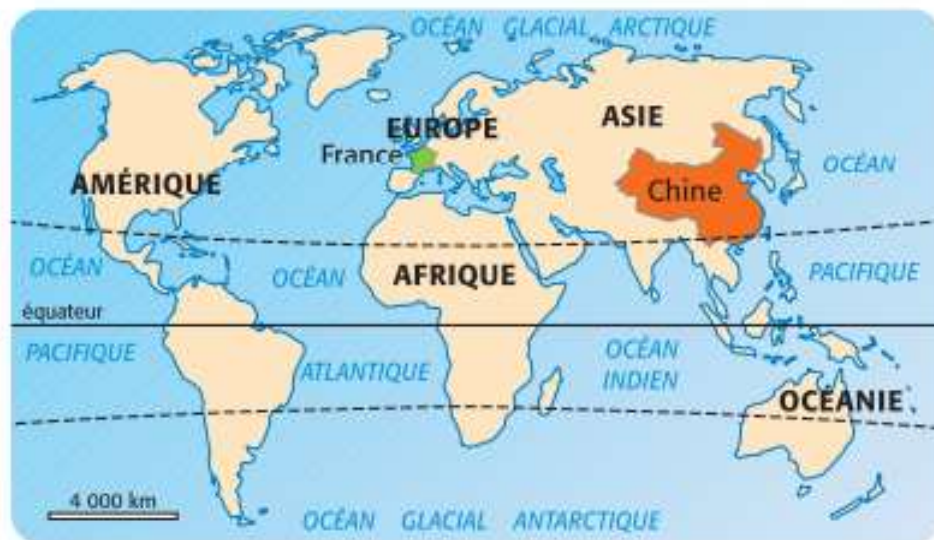 OCÉAN GLACIAL ARCTIQUE
ASIE
EUROPE
France
OCÉAN
AMÉRIQUE
Chine
OCÉAN
OCÉAN
AFRIQUE
PACIFIQUE
équateur
PACIFIQUE
ATLANTIQUE
OCÉAN
INDIEN
OCÉANIE
4 000 km
OCÉAN GLACIAL ANTARCTIQUE